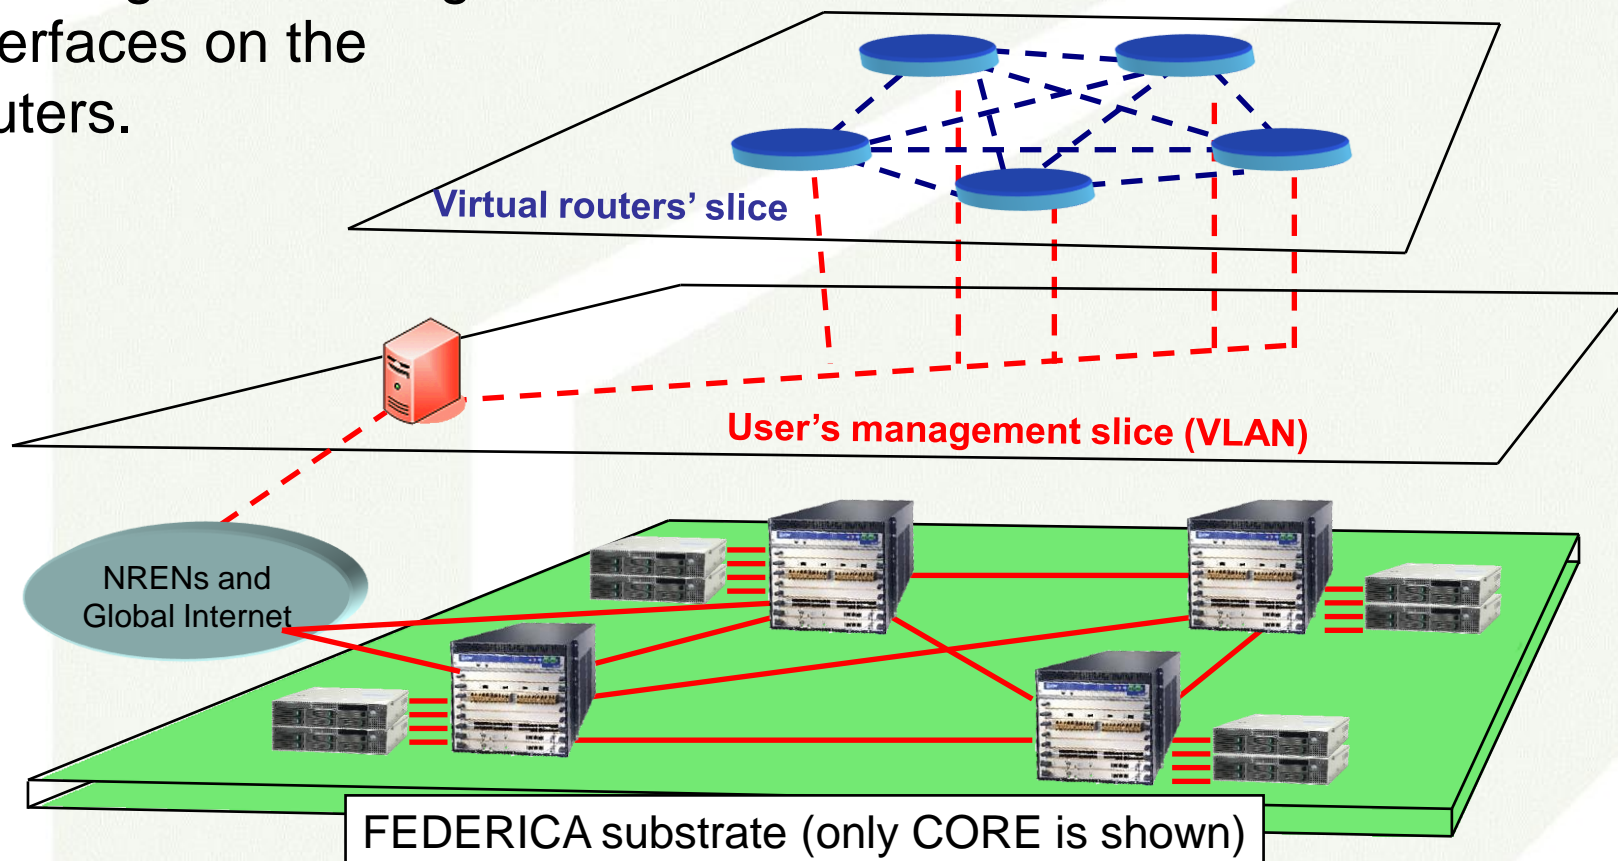 erfaces on the
uters.
Virtual routers’ slice
User’s management slice (VLAN)
NRENs and
Global Internet
FEDERICA substrate (only CORE is shown)